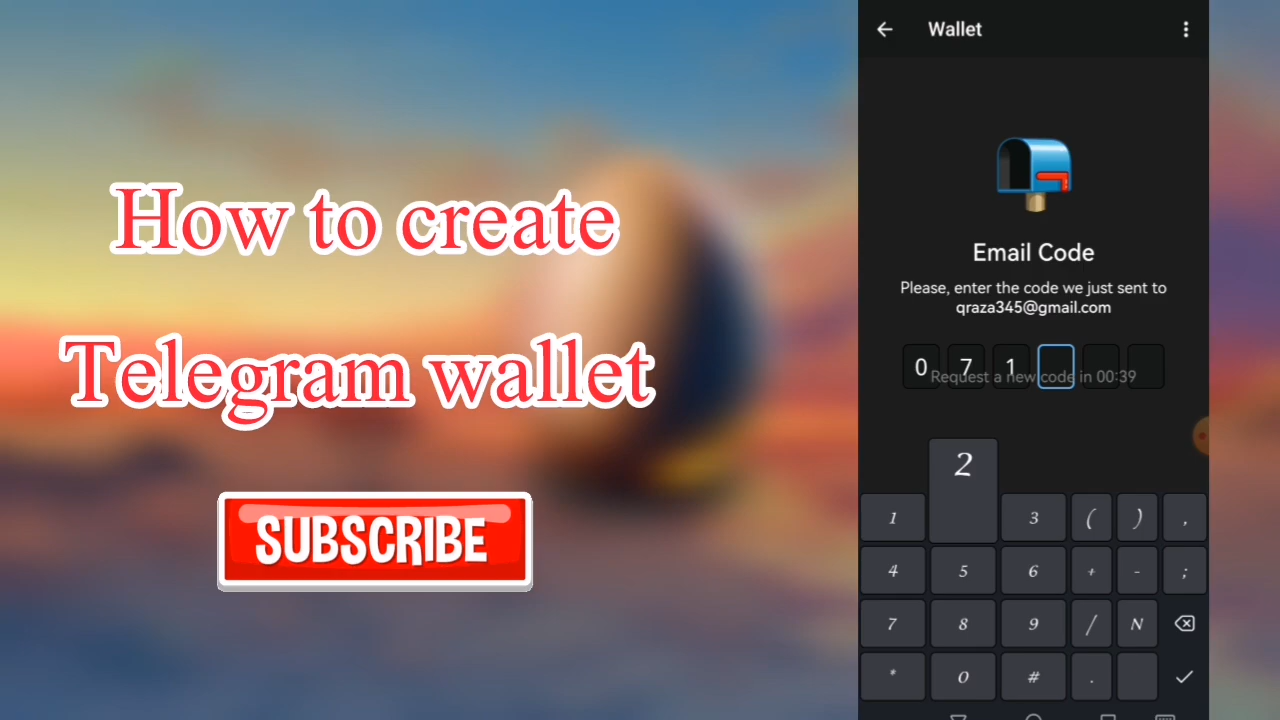 How to create
Telegram wallet
SUBSCRIBE
Wallet
Email Code
Please, enter the code we just sent to
qraza345@gmail.com
0 7 1
Request a new code in 00:39
2
1 3 ( ) ,
4 5 6 + - ;
7 8 9 / N
* 0 # .